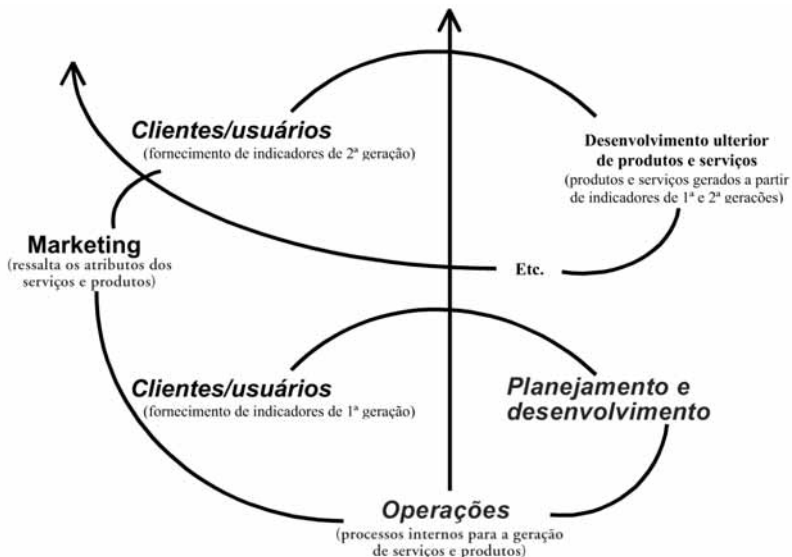 Clientes/usuários
(fornecimento de indicadores de 2ª geração)
Desenvolvimento ulterior
de produtos e serviços
(produtos e serviços gerados a partir
de indicadores de 1ª e 2ª gerações)
Marketing
(ressalta os atributos dos
serviços e produtos)
Etc.
Clientes/usuários
(fornecimento de indicadores de 1ª geração)
Planejamento e
desenvolvimento
Operações
(processos internos para a geração
de serviços e produtos)